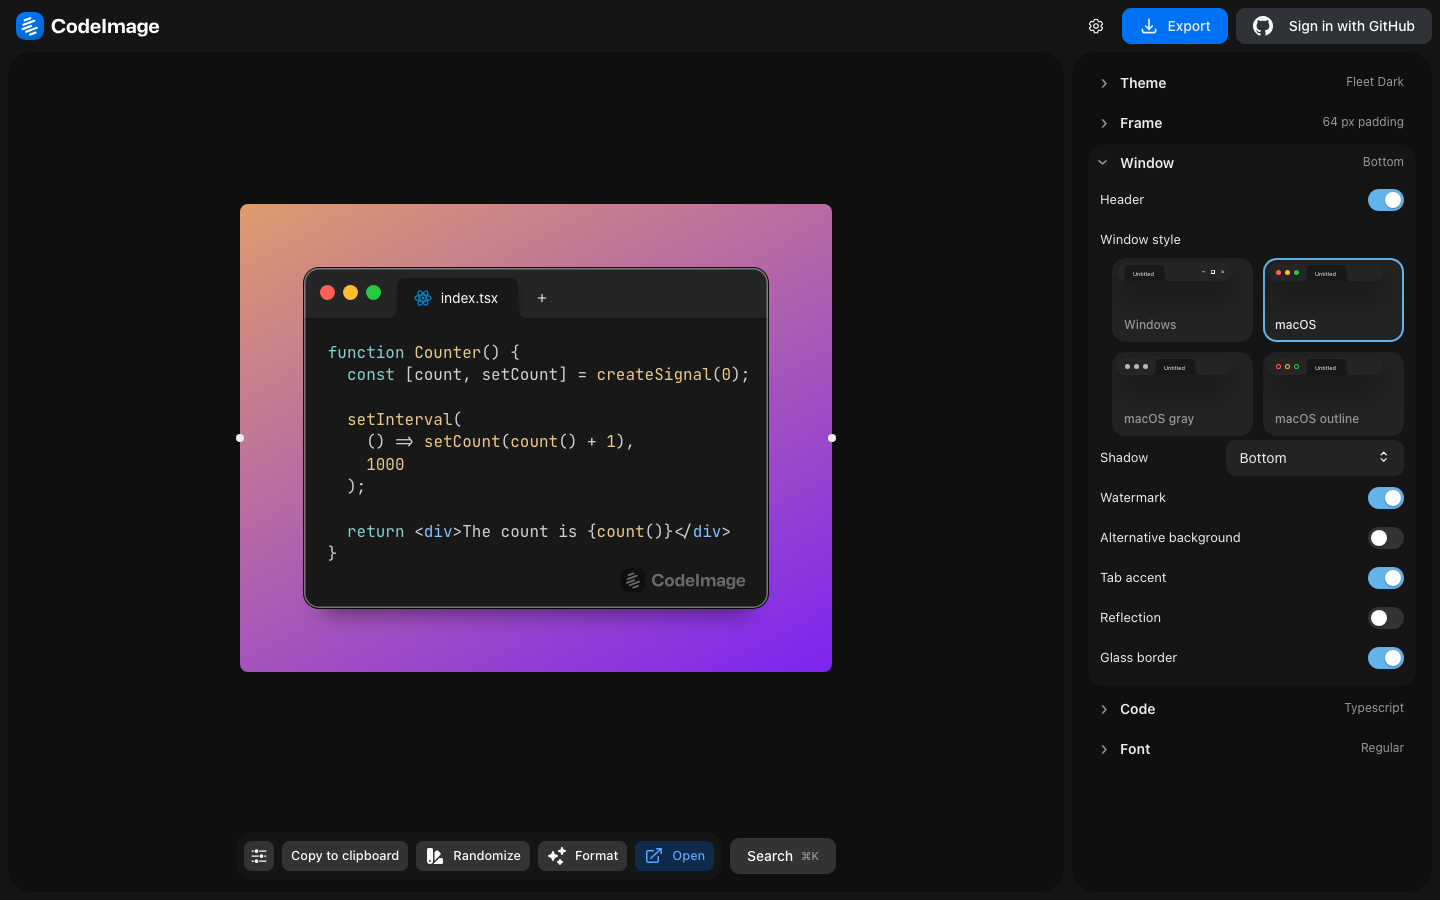 CodeImage
Export
Sign in with GitHub
index.tsx
+
function Counter() {
const [count, setCount] = createSignal(0);
setInterval(
() => setCount(count() + 1),
1000
);
return <div>The count is {count()}</div>
}
CodeImage
Copy to clipboard
Randomize
Format
Open
Search ⌘K
Theme Fleet Dark
Frame 64 px padding
Window Bottom
Header
Window style
Untitled
Windows
Untitled
macOS
Untitled
macOS gray
Untitled
macOS outline
Shadow Bottom
Watermark
Alternative background
Tab accent
Reflection
Glass border
Code Typescript
Font Regular